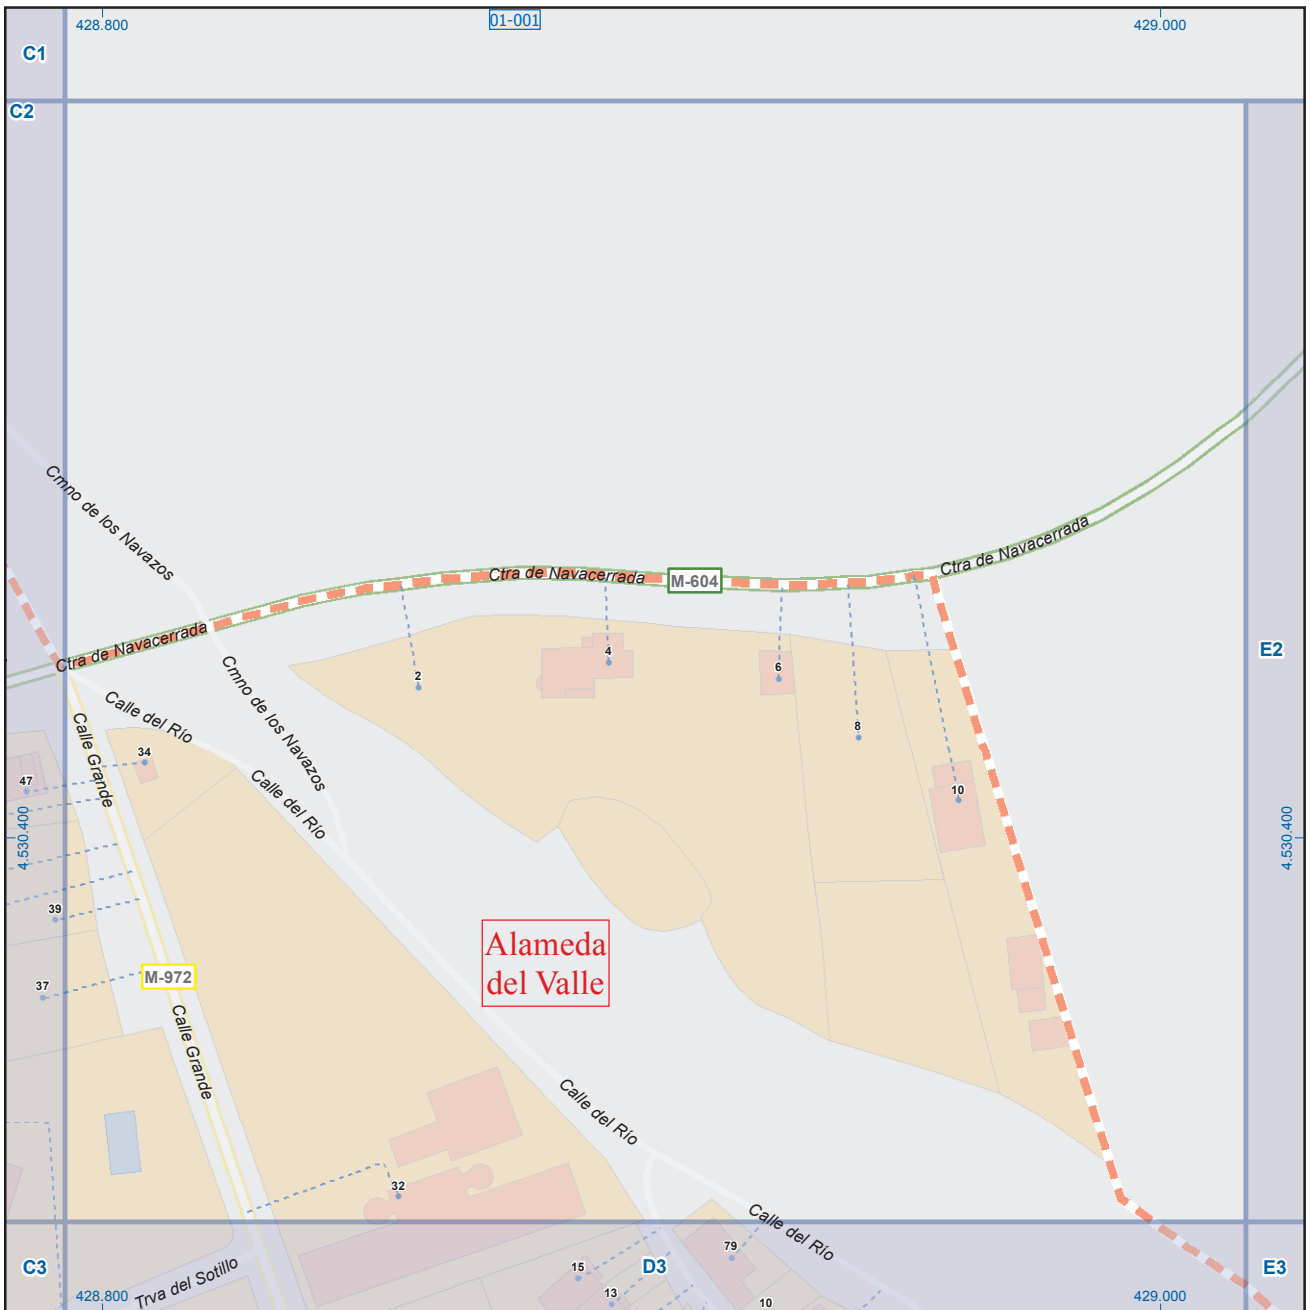 428.800
01-001
429.000
C1
C2
Cmno de los Navazos
Ctra de Navacerrada
Ctra de Navacerrada
M-604
Ctra de Navacerrada
E2
Cmno de los Navazos
Calle del Río
Calle Grande
2
4
6
8
10
34
47
Calle del Río
4.530.400
4.530.400
39
37
M-972
Alameda
del Valle
Calle Grande
Calle del Río
32
Calle del Río
79
C3
Trva del Sotillo
15
13
D3
10
E3
428.800
429.000